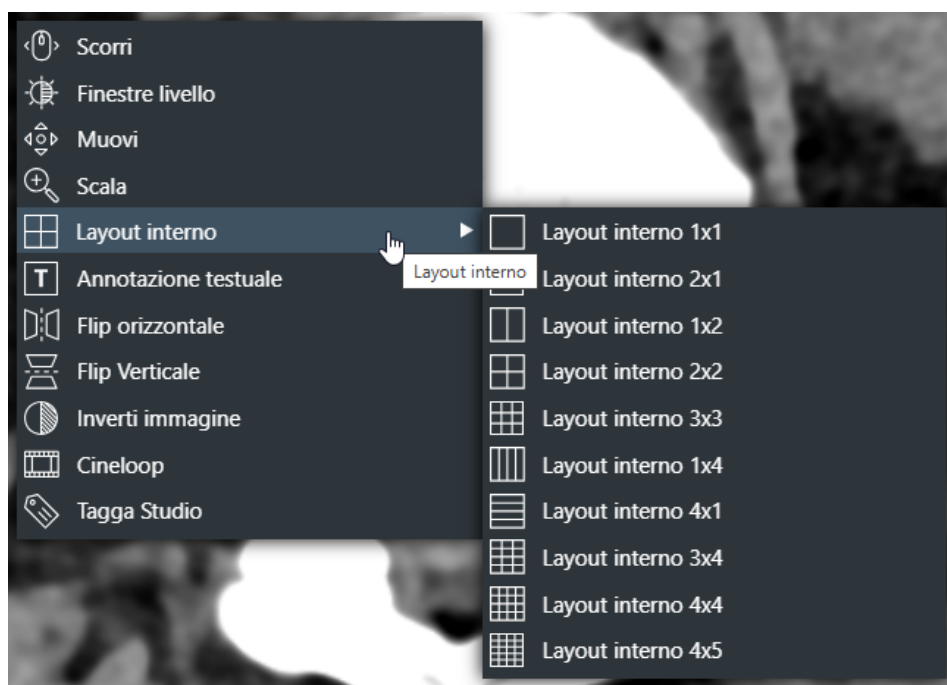 Scorri
Finestre livello
Muovi
Scala
Layout interno
Annotazione testuale
Flip orizzontale
Flip Verticale
Inverti immagine
Cineloop
Tagga Studio
Layout interno
Layout interno 1x1
Layout interno 2x1
Layout interno 1x2
Layout interno 2x2
Layout interno 3x3
Layout interno 1x4
Layout interno 4x1
Layout interno 3x4
Layout interno 4x4
Layout interno 4x5